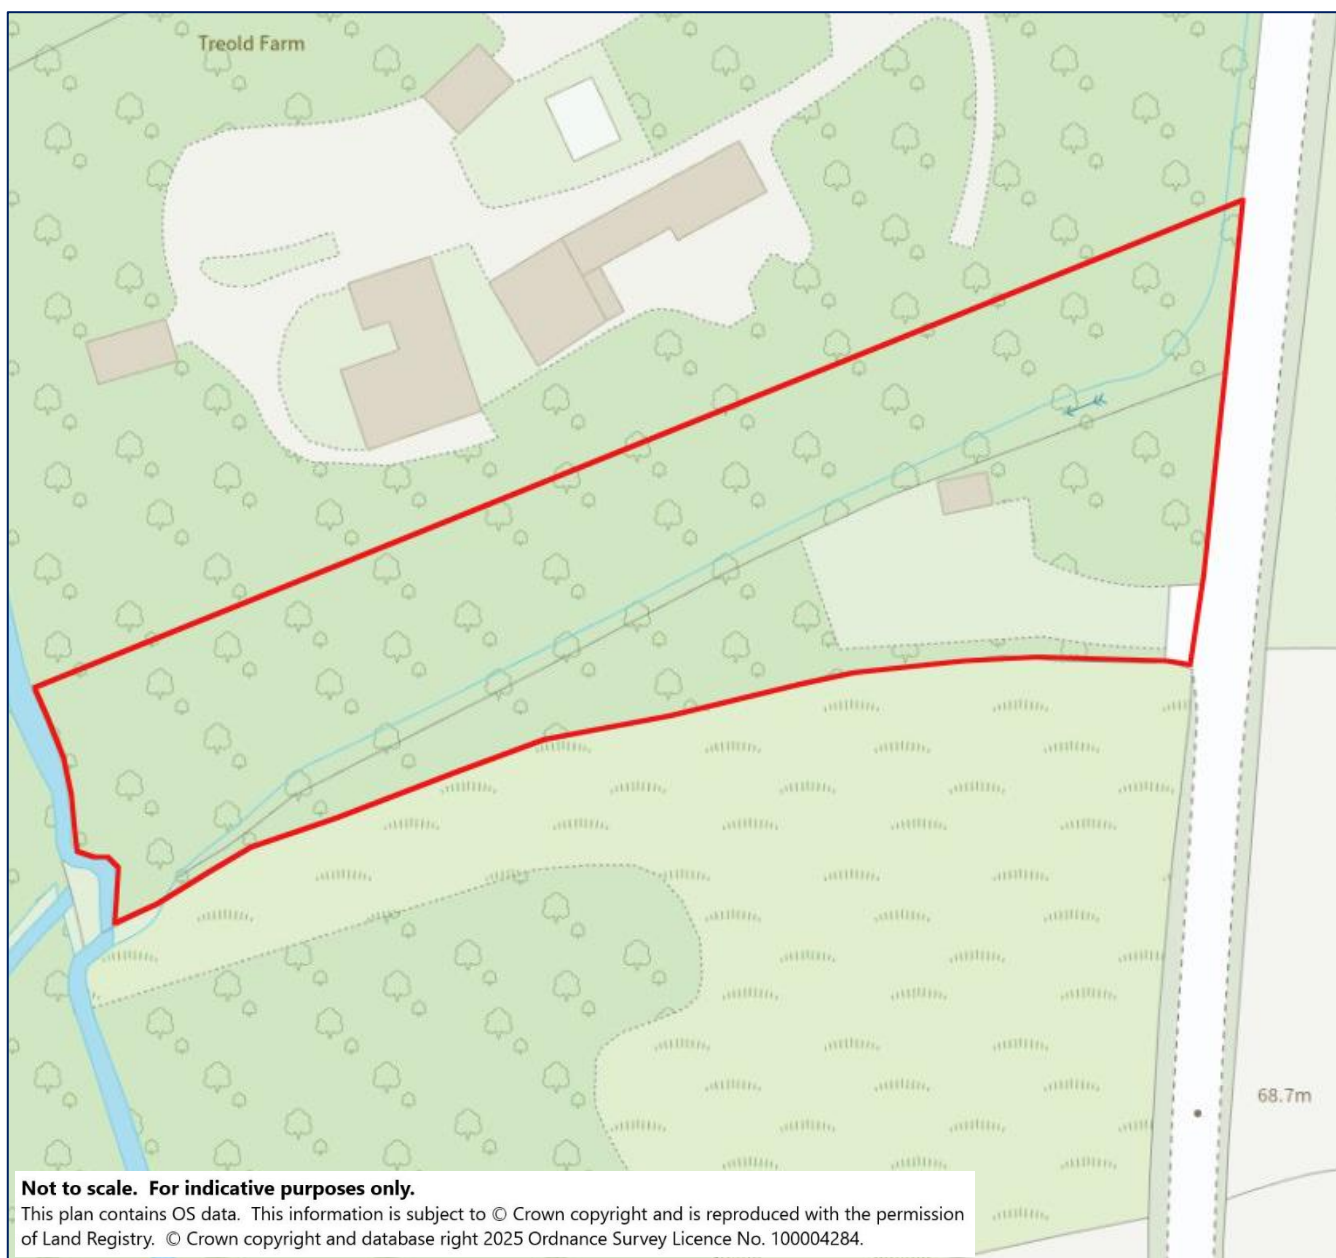 Treold Farm
68.7m
Not to scale. For indicative purposes only.
This plan contains OS data. This information is subject to © Crown copyright and is reproduced with the permission
of Land Registry. © Crown copyright and database right 2025 Ordnance Survey Licence No. 100004284.